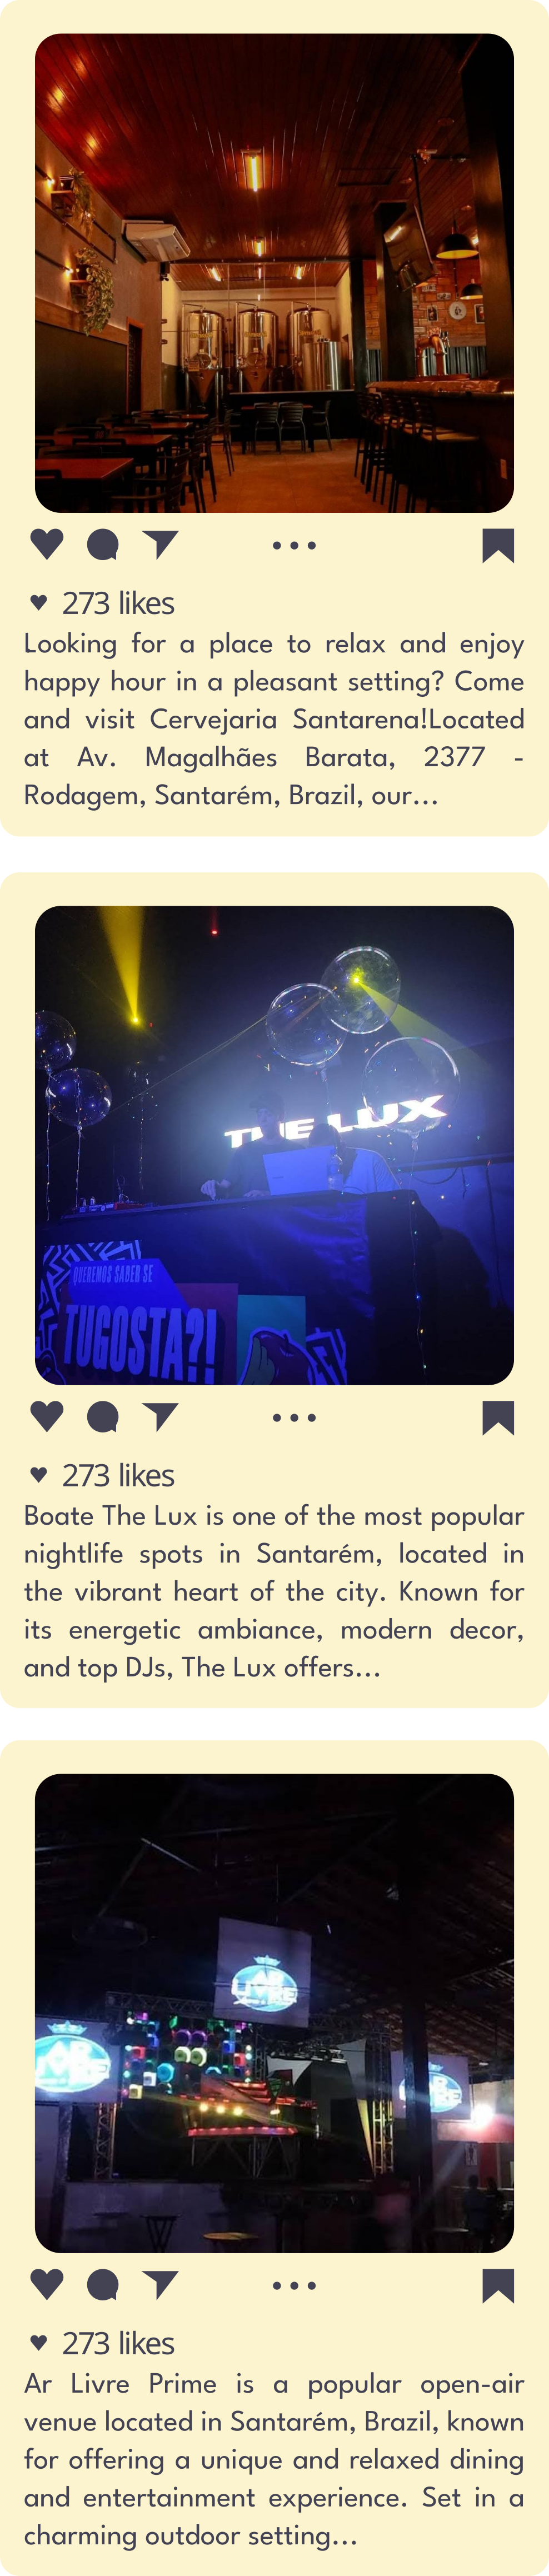 273 likes
Looking for a place to relax and enjoy
happy hour in a pleasant setting? Come
and visit Cervejaria Santarena!Located
at Av. Magalhães Barata, 2377 -
Rodagem, Santarém, Brazil, our...
THE LUX
QUEREMOS SABER SE
TUGOSTA?!
273 likes
Boate The Lux is one of the most popular
nightlife spots in Santarém, located in
the vibrant heart of the city. Known for
its energetic ambiance, modern decor,
and top DJs, The Lux offers...
273 likes
Ar Livre Prime is a popular open-air
venue located in Santarém, Brazil, known
for offering a unique and relaxed dining
and entertainment experience. Set in a
charming outdoor setting...